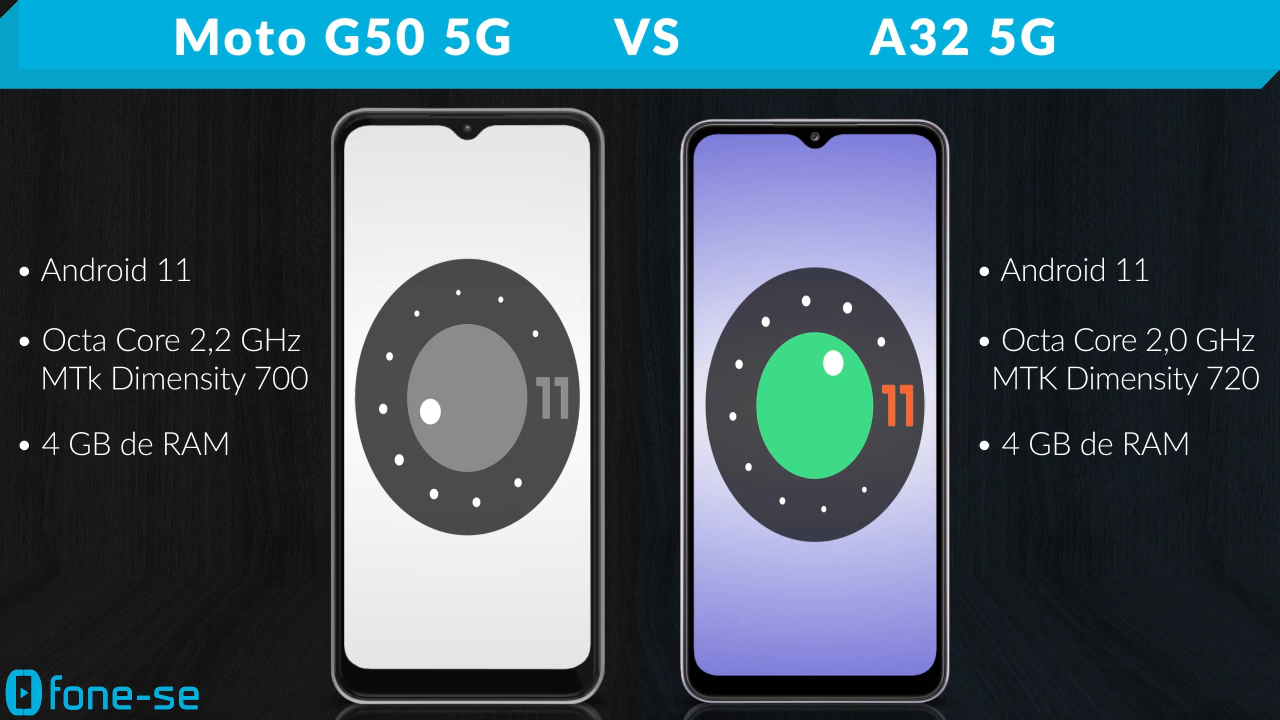 Moto G50 5G VS A32 5G
• Android 11
• Octa Core 2,2 GHz
MTk Dimensity 700
• 4 GB de RAM
11
11
• Android 11
• Octa Core 2,0 GHz
MTK Dimensity 720
• 4 GB de RAM
fone-se